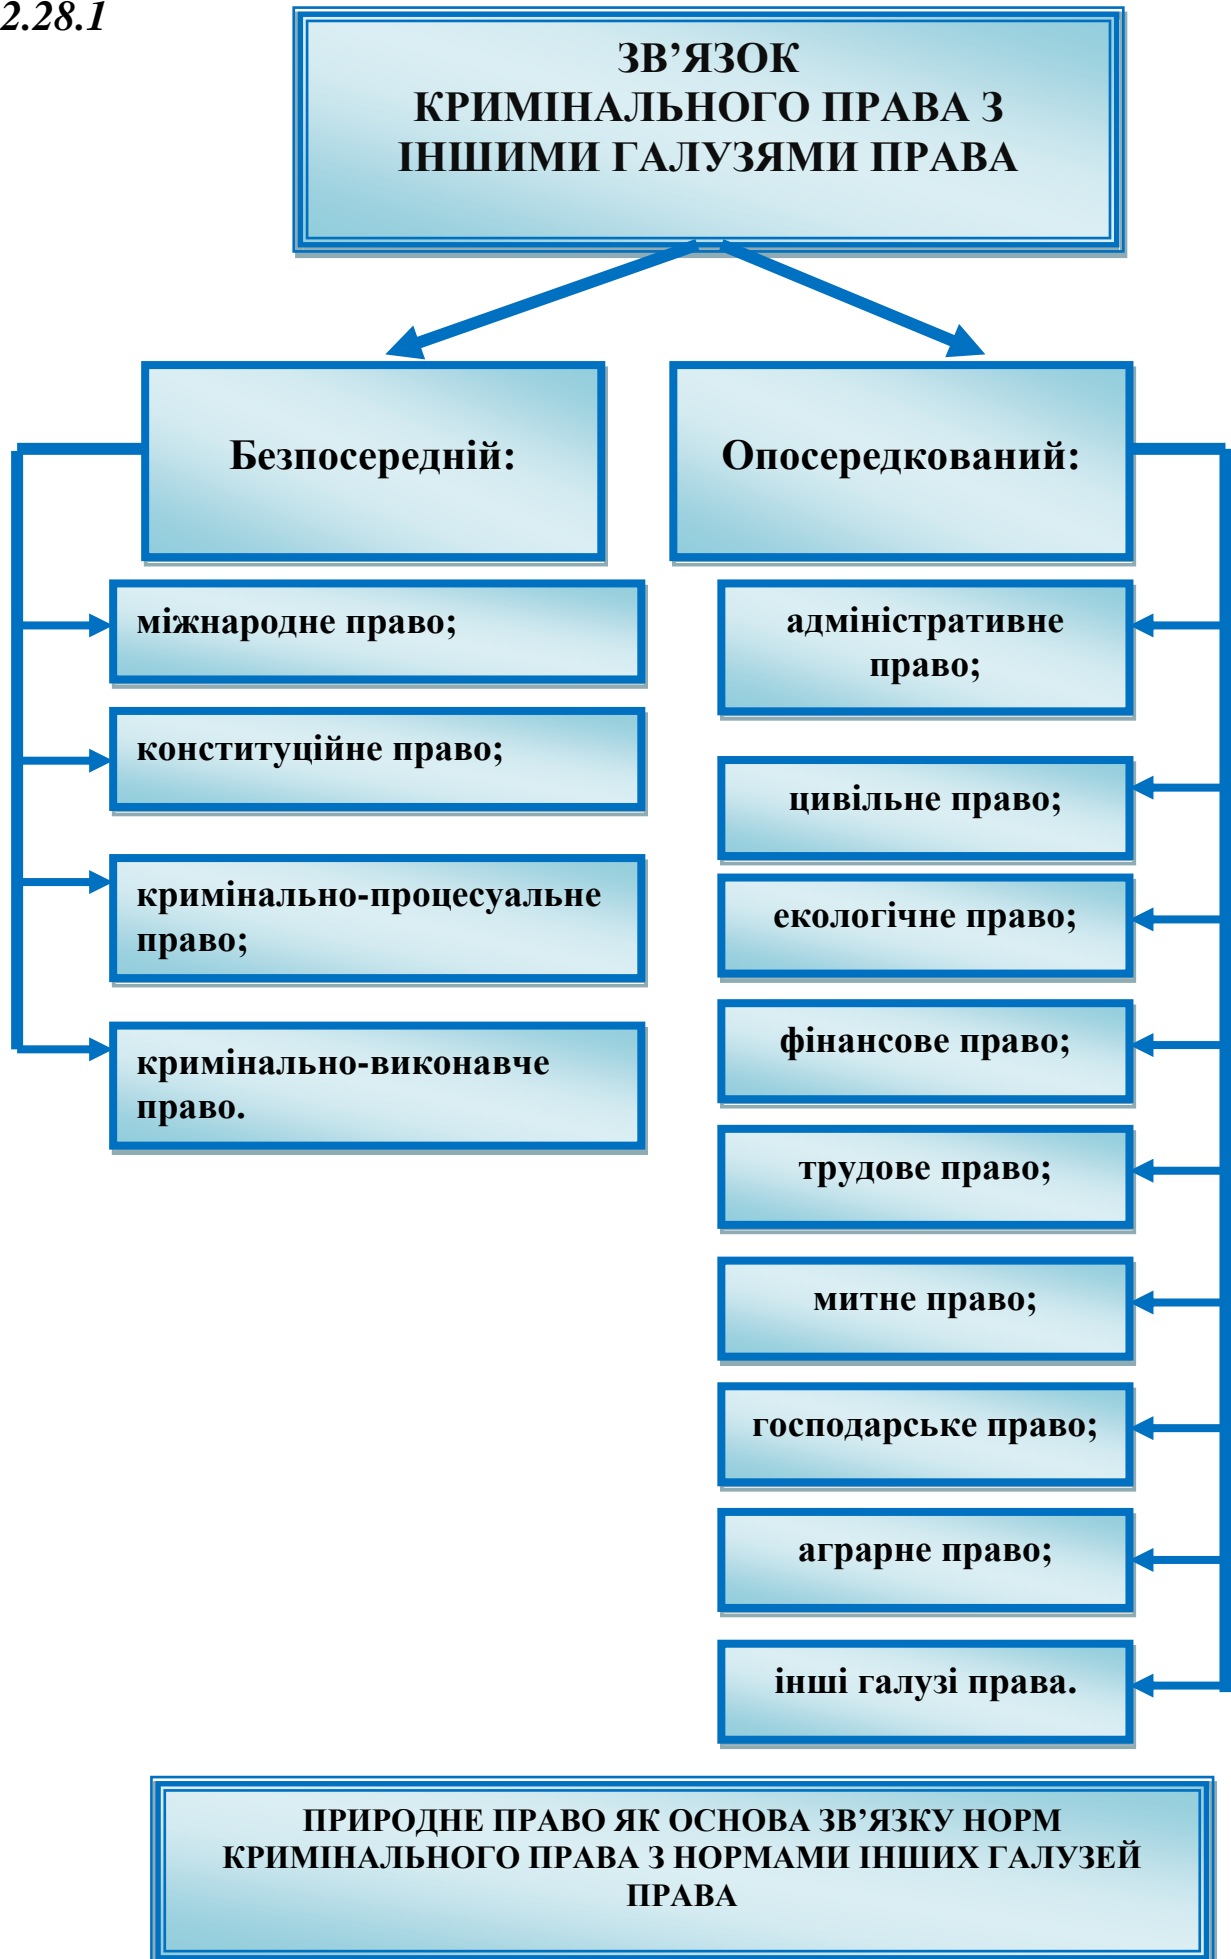 2.28.1
ЗВ’ЯЗОК
КРИМІНАЛЬНОГО ПРАВА З
ІНШИМИ ГАЛУЗЯМИ ПРАВА
Безпосередній:
міжнародне право;
конституційне право;
кримінально-процесуальне
право;
кримінально-виконавче
право.
Опосередкований:
адміністративне
право;
цивільне право;
екологічне право;
фінансове право;
трудове право;
митне право;
господарське право;
аграрне право;
інші галузі права.
ПРИРОДНЕ ПРАВО ЯК ОСНОВА ЗВ’ЯЗКУ НОРМ
КРИМІНАЛЬНОГО ПРАВА З НОРМАМИ ІНШИХ ГАЛУЗЕЙ
ПРАВА